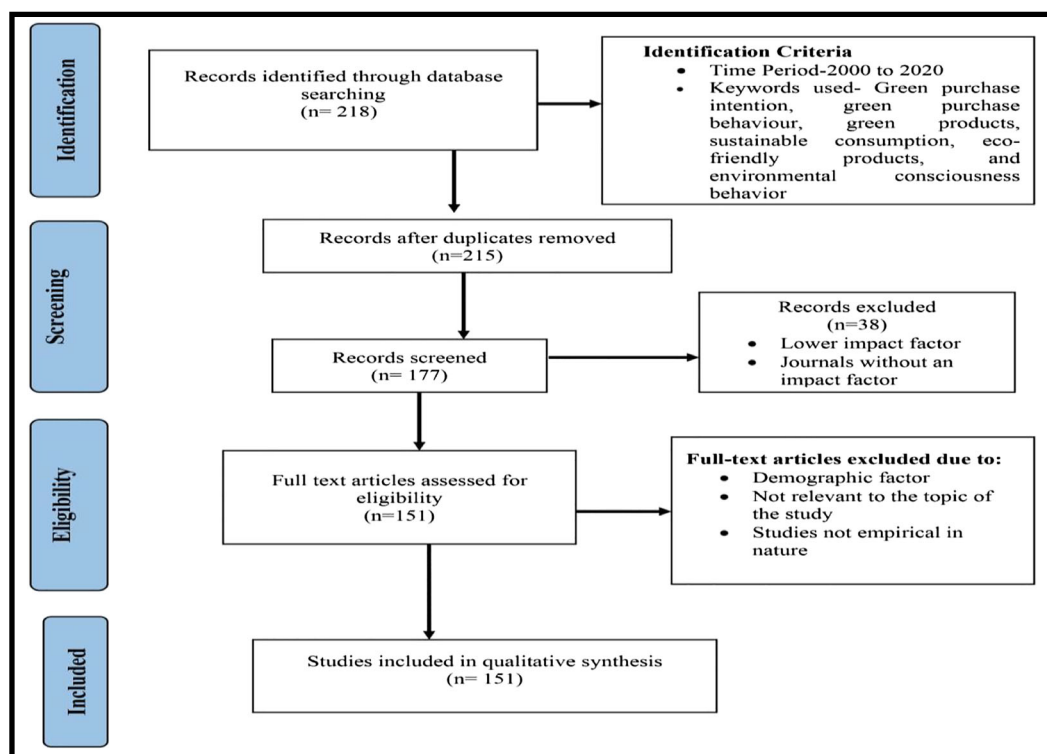 Identification
Records identified through database
searching
(n= 218)
Identification Criteria
• Time Period-2000 to 2020
• Keywords used- Green purchase
intention, green purchase
behaviour, green products,
sustainable consumption, eco-
friendly products, and
environmental consciousness
behavior
Screening
Records after duplicates removed
(n=215)
Records screened
(n= 177)
Records excluded
(n=38)
• Lower impact factor
• Journals without an
impact factor
Eligibility
Full text articles assessed for
eligibility
(n=151)
Full-text articles excluded due to:
• Demographic factor
• Not relevant to the topic of
the study
• Studies not empirical in
nature
Included
Studies included in qualitative synthesis
(n= 151)